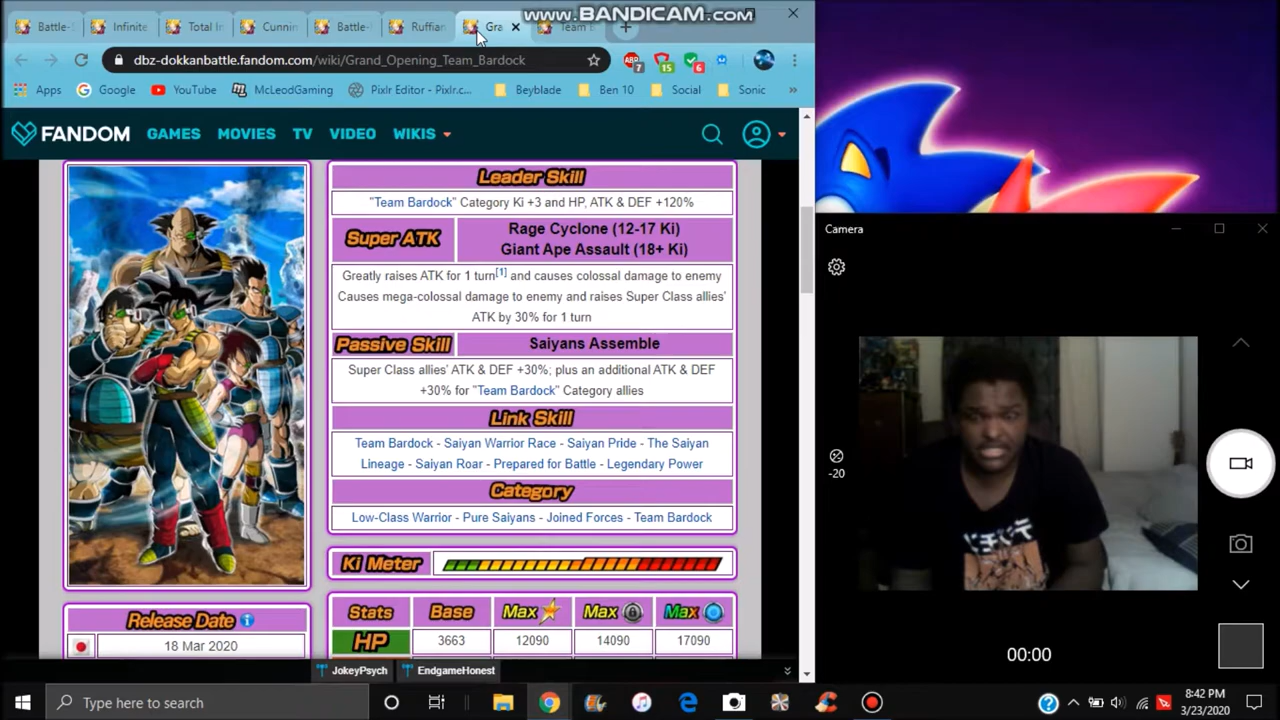 www.BANDICAM.com
Battle-
Infinite
Total In
Cunnin
Battle-
Ruffian
Gra
Team B
dbz-dokkanbattle.fandom.com/wiki/Grand_Opening_Team_Bardock
7
15
6
Apps
Google
YouTube
McLeodGaming
Pixlr Editor - Pixlr.c...
Beyblade
Ben 10
Social
Sonic
FANDOM
GAMES
MOVIES
TV
VIDEO
WIKIS
Leader Skill
"Team Bardock" Category Ki +3 and HP, ATK & DEF +120%
Super ATK
Rage Cyclone (12-17 Ki)
Giant Ape Assault (18+ Ki)
Greatly raises ATK for 1 turn[1] and causes colossal damage to enemy
Causes mega-colossal damage to enemy and raises Super Class allies'
ATK by 30% for 1 turn
Passive Skill
Saiyans Assemble
Super Class allies' ATK & DEF +30%; plus an additional ATK & DEF
+30% for "Team Bardock" Category allies
Link Skill
Team Bardock - Saiyan Warrior Race - Saiyan Pride - The Saiyan
Lineage - Saiyan Roar - Prepared for Battle - Legendary Power
Category
Low-Class Warrior - Pure Saiyans - Joined Forces - Team Bardock
Ki Meter
Stats
Base
Max
Max
Max
HP
3663
12090
14090
17090
Release Date
18 Mar 2020
JokeyPsych
EndgameHonest
Camera
-20
00:00
Type here to search
8:42 PM
3/23/2020